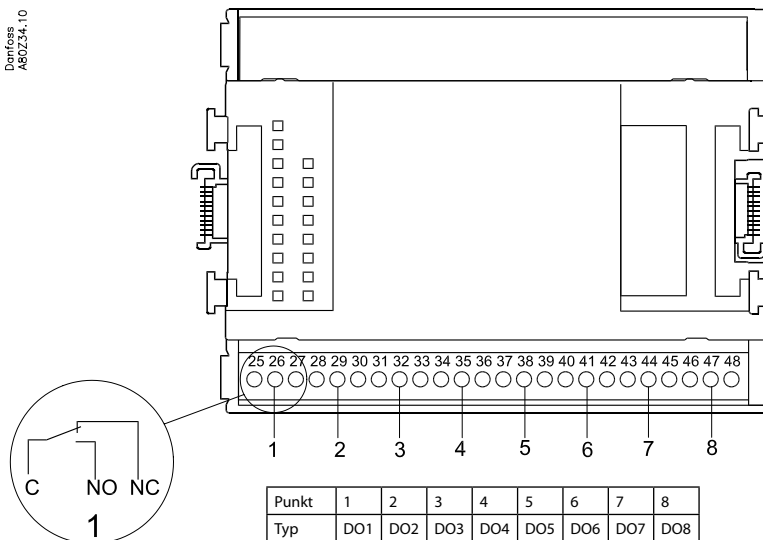 Danfoss
A80Z34.10
25 26 27 28 29 30 31 32 33 34 35 36 37 38 39 40 41 42 43 44 45 46 47 48
1 2 3 4 5 6 7 8
C NO NC
1
Punkt 1 2 3 4 5 6 7 8
Typ DO1 DO2 DO3 DO4 DO5 DO6 DO7 DO8